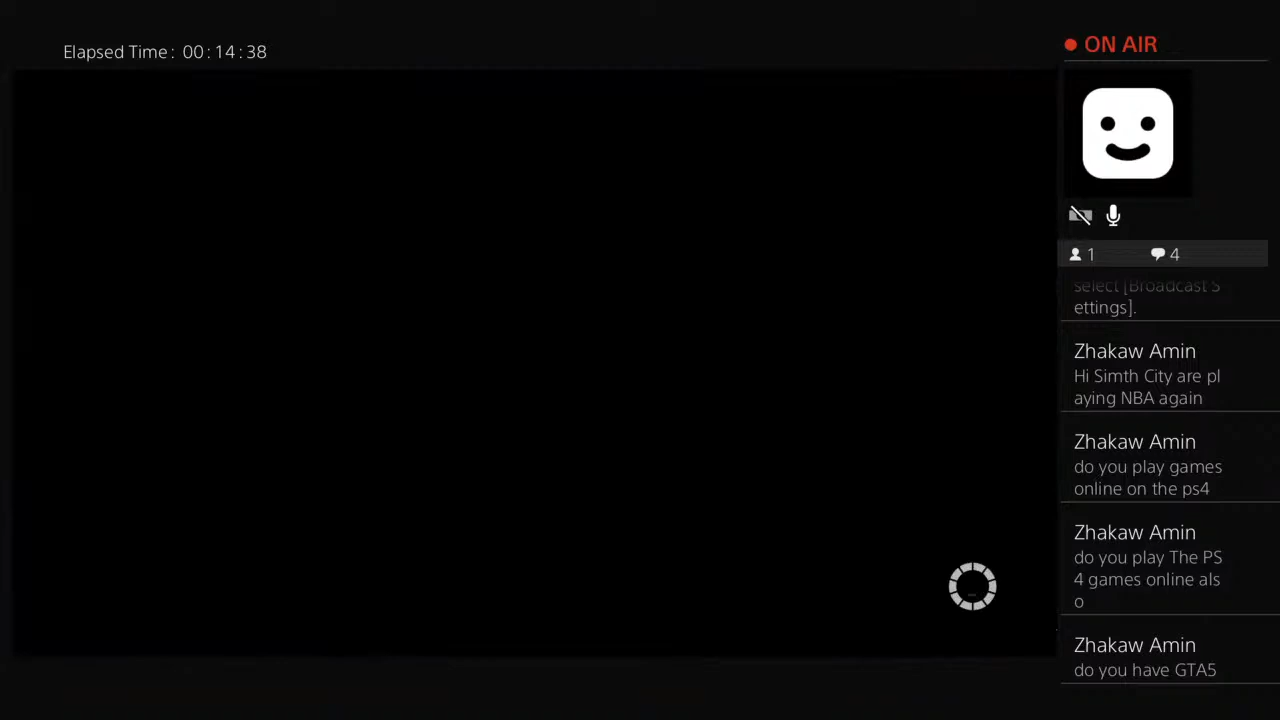 Elapsed Time: 00:14:38
ON AIR
1 4
select [Broadcast S
ettings].
Zhakaw Amin
Hi Simth City are pl
aying NBA again
Zhakaw Amin
do you play games
online on the ps4
Zhakaw Amin
do you play The PS
4 games online als
o
Zhakaw Amin
do you have GTA5